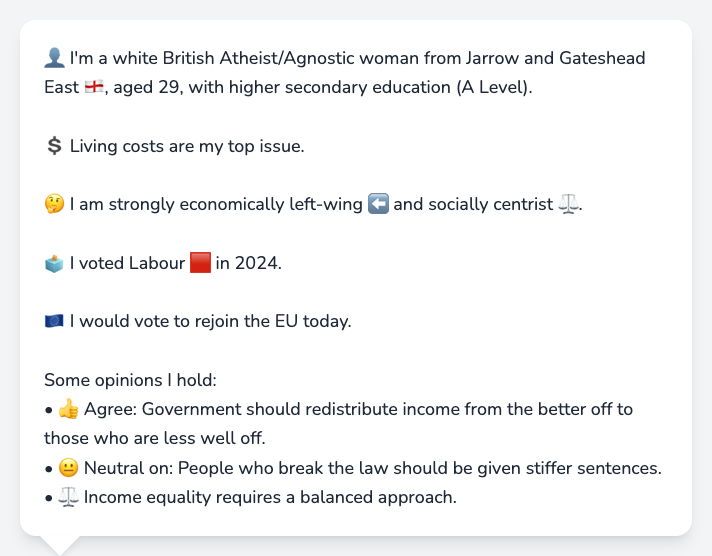 👤 I'm a white British Atheist/Agnostic woman from Jarrow and Gateshead
East 🏴󠁧󠁢󠁥󠁮󠁧󠁿, aged 29, with higher secondary education (A Level).
💲 Living costs are my top issue.
🤔 I am strongly economically left-wing ⬅️ and socially centrist ⚖️.
🗳️ I voted Labour 🟥 in 2024.
🇪🇺 I would vote to rejoin the EU today.
Some opinions I hold:
• 👍 Agree: Government should redistribute income from the better off to
those who are less well off.
• 😐 Neutral on: People who break the law should be given stiffer sentences.
• ⚖️ Income equality requires a balanced approach.